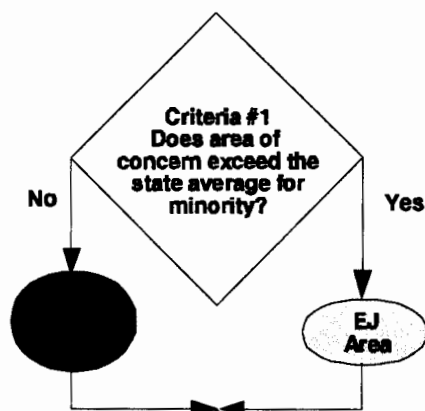 Criteria #1
Does area of
concern exceed the
state average for
minority?
No
Yes
EJ
Area